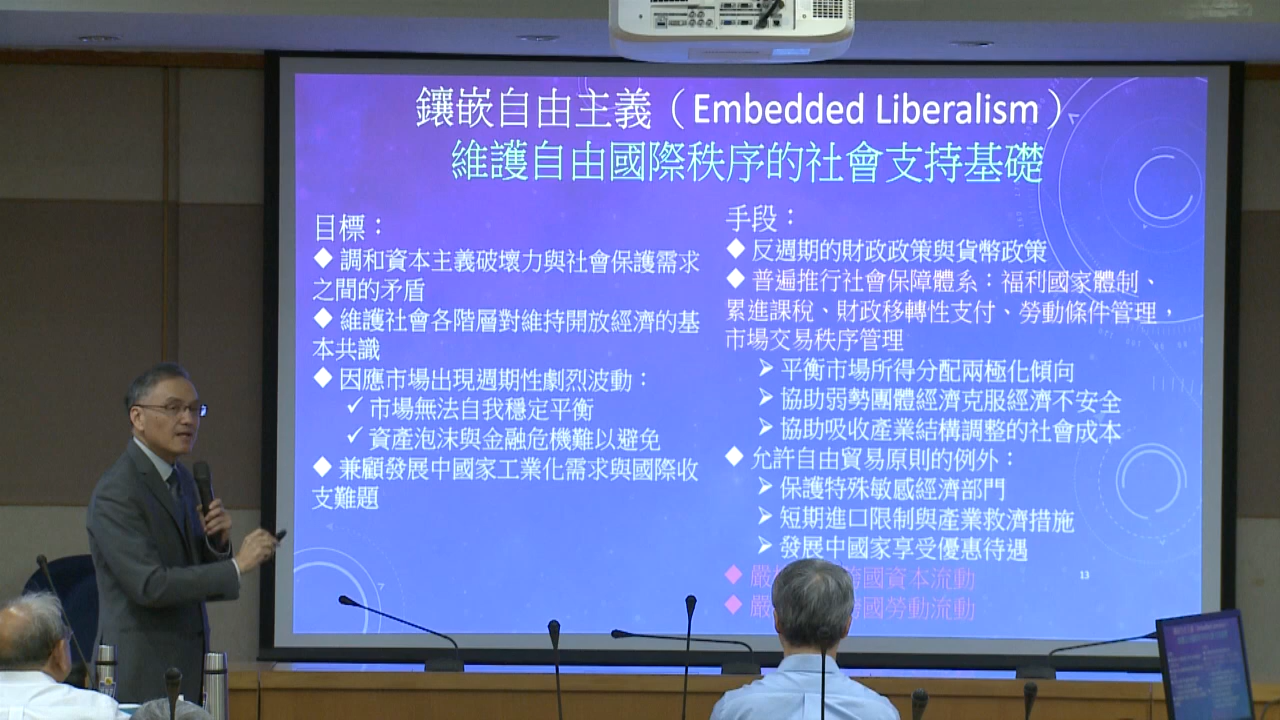 鑲嵌自由主義（Embedded Liberalism）
維護自由國際秩序的社會支持基礎
目標：
◆ 調和資本主義破壞力與社會保護需求
之間的矛盾
◆ 維護社會各階層對維持開放經濟的基
本共識
◆ 因應市場出現週期性劇烈波動：
✓ 市場無法自我穩定平衡
✓ 資產泡沫與金融危機難以避免
◆ 兼顧發展中國家工業化需求與國際收
支難題
手段：
◆ 反週期的財政政策與貨幣政策
◆ 普遍推行社會保障體系：福利國家體制、
累進課稅、財政移轉性支付、勞動條件管理，
市場交易秩序管理
➢ 平衡市場所得分配兩極化傾向
➢ 協助弱勢團體經濟克服經濟不安全
➢ 協助吸收產業結構調整的社會成本
◆ 允許自由貿易原則的例外：
➢ 保護特殊敏感經濟部門
➢ 短期進口限制與產業救濟措施
➢ 發展中國家享受優惠待遇
◆ 嚴 跨國資本流動
◆ 嚴 跨國勞動流動
13